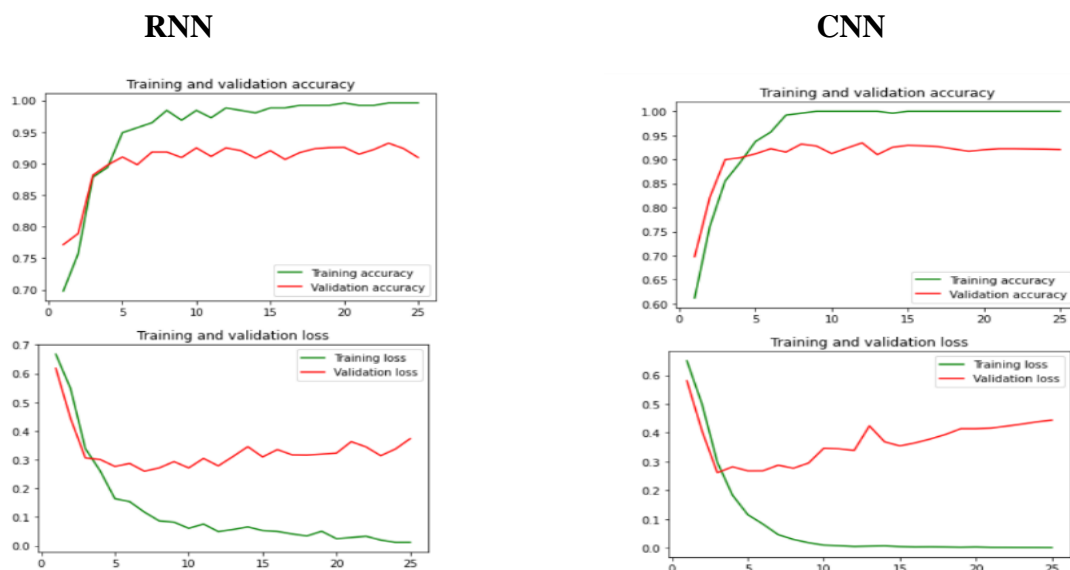 RNN
CNN
Training and validation accuracy
1.00
0.95
0.90
0.85
0.80
0.75
0.70
Training accuracy
Validation accuracy
0 5 10 15 20 25
Training and validation loss
0.7
0.6
0.5
0.4
0.3
0.2
0.1
0.0
Training loss
Validation loss
0 5 10 15 20 25
Training and validation accuracy
1.00
0.95
0.90
0.85
0.80
0.75
0.70
0.65
0.60
Training accuracy
Validation accuracy
0 5 10 15 20 25
Training and validation loss
0.6
0.5
0.4
0.3
0.2
0.1
0.0
Training loss
Validation loss
0 5 10 15 20 25